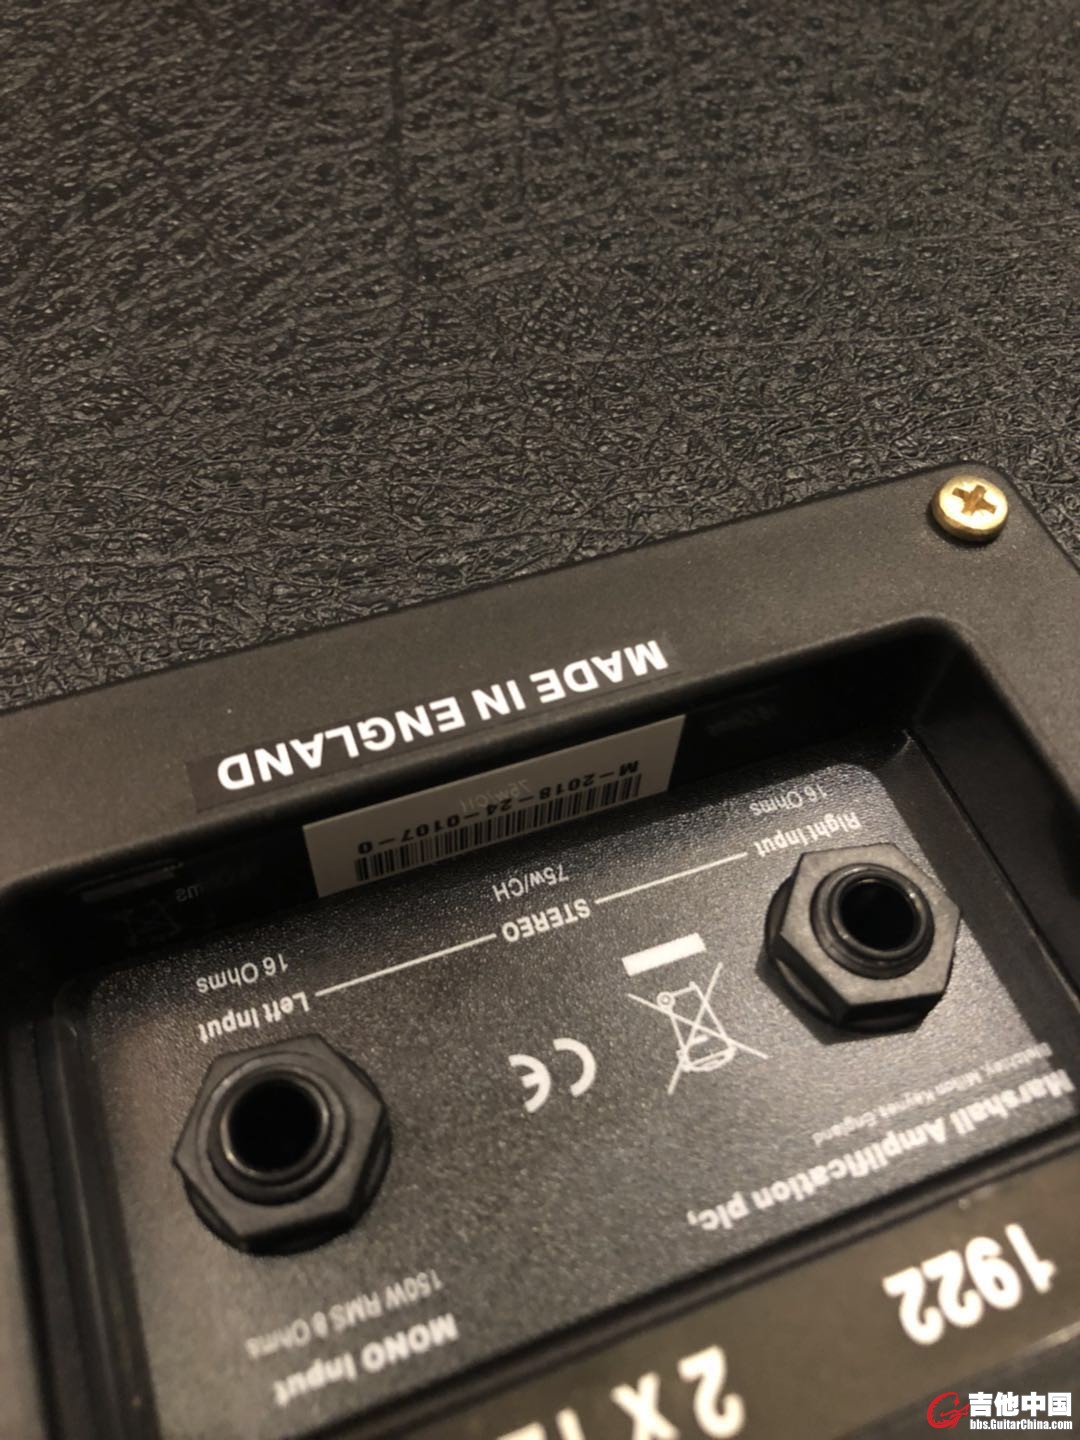 2 X 12
1922
MONO Input
150W RMS 8 Ohms
Marshall Amplification plc,
Bletchley, Milton Keynes, England
CE
Left Input
16 Ohms
STEREO
75w/CH
Right Input
16 Ohms
M-2018-24-0107-0
MADE IN ENGLAND
吉他中国
bbs.GuitarChina.com